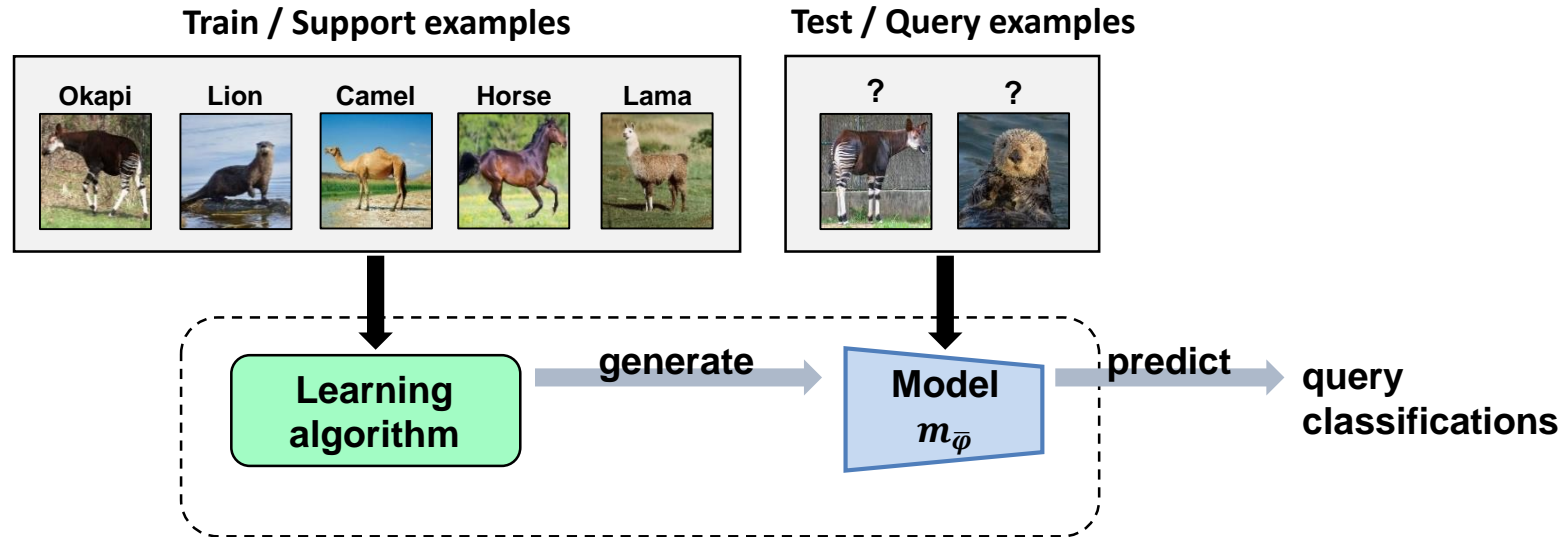 Train / Support examples
Test / Query examples
Okapi
Lion
Camel
Horse
Lama
?
?
Learning
algorithm
generate
Model
m_φ̅
predict
query
classifications